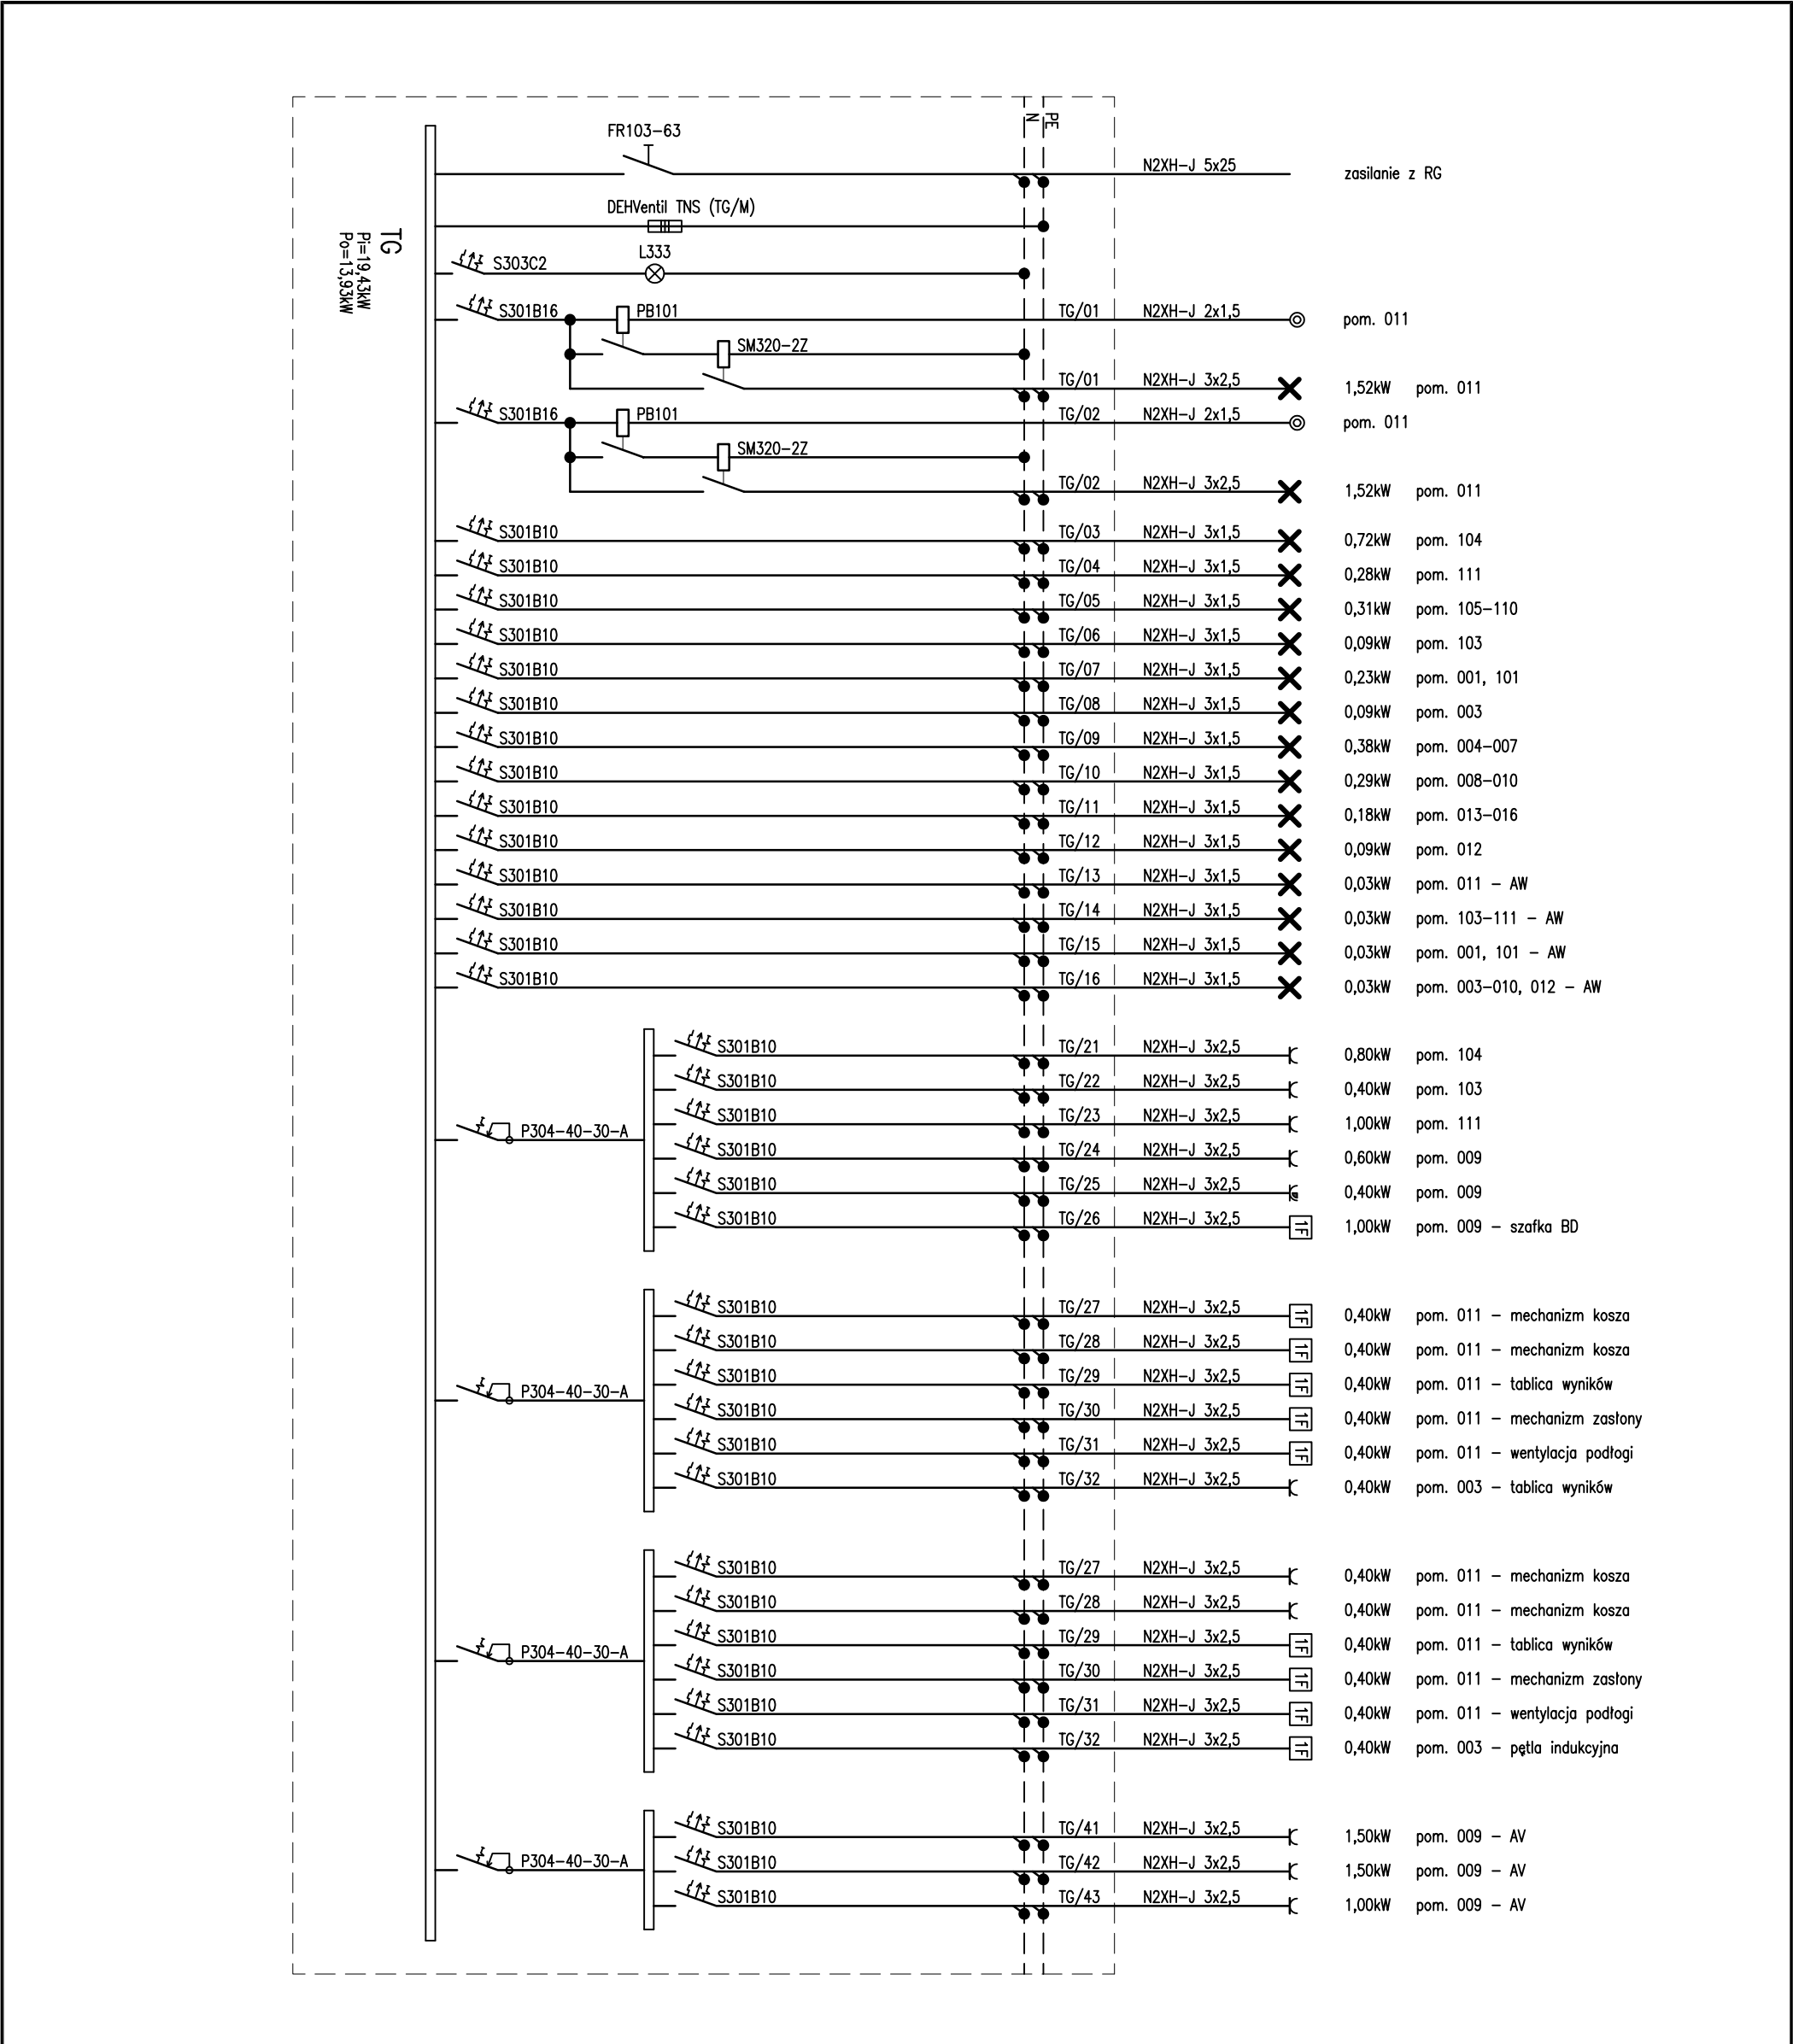 N PE
FR103-63
N2XH-J 5x25 zasilanie z RG
DEHVentil TNS (TG/M)
TG
Pi=19,43kW
Po=13,93kW
S303C2 L333
S301B16 PB101 TG/01 N2XH-J 2x1,5 pom. 011
SM320-2Z
TG/01 N2XH-J 3x2,5 1,52kW pom. 011
S301B16 PB101 TG/02 N2XH-J 2x1,5 pom. 011
SM320-2Z
TG/02 N2XH-J 3x2,5 1,52kW pom. 011
S301B10 TG/03 N2XH-J 3x1,5 0,72kW pom. 104
S301B10 TG/04 N2XH-J 3x1,5 0,28kW pom. 111
S301B10 TG/05 N2XH-J 3x1,5 0,31kW pom. 105-110
S301B10 TG/06 N2XH-J 3x1,5 0,09kW pom. 103
S301B10 TG/07 N2XH-J 3x1,5 0,23kW pom. 001, 101
S301B10 TG/08 N2XH-J 3x1,5 0,09kW pom. 003
S301B10 TG/09 N2XH-J 3x1,5 0,38kW pom. 004-007
S301B10 TG/10 N2XH-J 3x1,5 0,29kW pom. 008-010
S301B10 TG/11 N2XH-J 3x1,5 0,18kW pom. 013-016
S301B10 TG/12 N2XH-J 3x1,5 0,09kW pom. 012
S301B10 TG/13 N2XH-J 3x1,5 0,03kW pom. 011 - AW
S301B10 TG/14 N2XH-J 3x1,5 0,03kW pom. 103-111 - AW
S301B10 TG/15 N2XH-J 3x1,5 0,03kW pom. 001, 101 - AW
S301B10 TG/16 N2XH-J 3x1,5 0,03kW pom. 003-010, 012 - AW
S301B10 TG/21 N2XH-J 3x2,5 0,80kW pom. 104
S301B10 TG/22 N2XH-J 3x2,5 0,40kW pom. 103
S301B10 TG/23 N2XH-J 3x2,5 1,00kW pom. 111
P304-40-30-A
S301B10 TG/24 N2XH-J 3x2,5 0,60kW pom. 009
S301B10 TG/25 N2XH-J 3x2,5 0,40kW pom. 009
S301B10 TG/26 N2XH-J 3x2,5 1F 1,00kW pom. 009 - szafka BD
S301B10 TG/27 N2XH-J 3x2,5 1F 0,40kW pom. 011 - mechanizm kosza
S301B10 TG/28 N2XH-J 3x2,5 1F 0,40kW pom. 011 - mechanizm kosza
S301B10 TG/29 N2XH-J 3x2,5 1F 0,40kW pom. 011 - tablica wyników
P304-40-30-A
S301B10 TG/30 N2XH-J 3x2,5 1F 0,40kW pom. 011 - mechanizm zasłony
S301B10 TG/31 N2XH-J 3x2,5 1F 0,40kW pom. 011 - wentylacja podłogi
S301B10 TG/32 N2XH-J 3x2,5 0,40kW pom. 003 - tablica wyników
S301B10 TG/27 N2XH-J 3x2,5 0,40kW pom. 011 - mechanizm kosza
S301B10 TG/28 N2XH-J 3x2,5 0,40kW pom. 011 - mechanizm kosza
S301B10 TG/29 N2XH-J 3x2,5 1F 0,40kW pom. 011 - tablica wyników
P304-40-30-A
S301B10 TG/30 N2XH-J 3x2,5 1F 0,40kW pom. 011 - mechanizm zasłony
S301B10 TG/31 N2XH-J 3x2,5 1F 0,40kW pom. 011 - wentylacja podłogi
S301B10 TG/32 N2XH-J 3x2,5 1F 0,40kW pom. 003 - pętla indukcyjna
S301B10 TG/41 N2XH-J 3x2,5 1,50kW pom. 009 - AV
P304-40-30-A
S301B10 TG/42 N2XH-J 3x2,5 1,50kW pom. 009 - AV
S301B10 TG/43 N2XH-J 3x2,5 1,00kW pom. 009 - AV